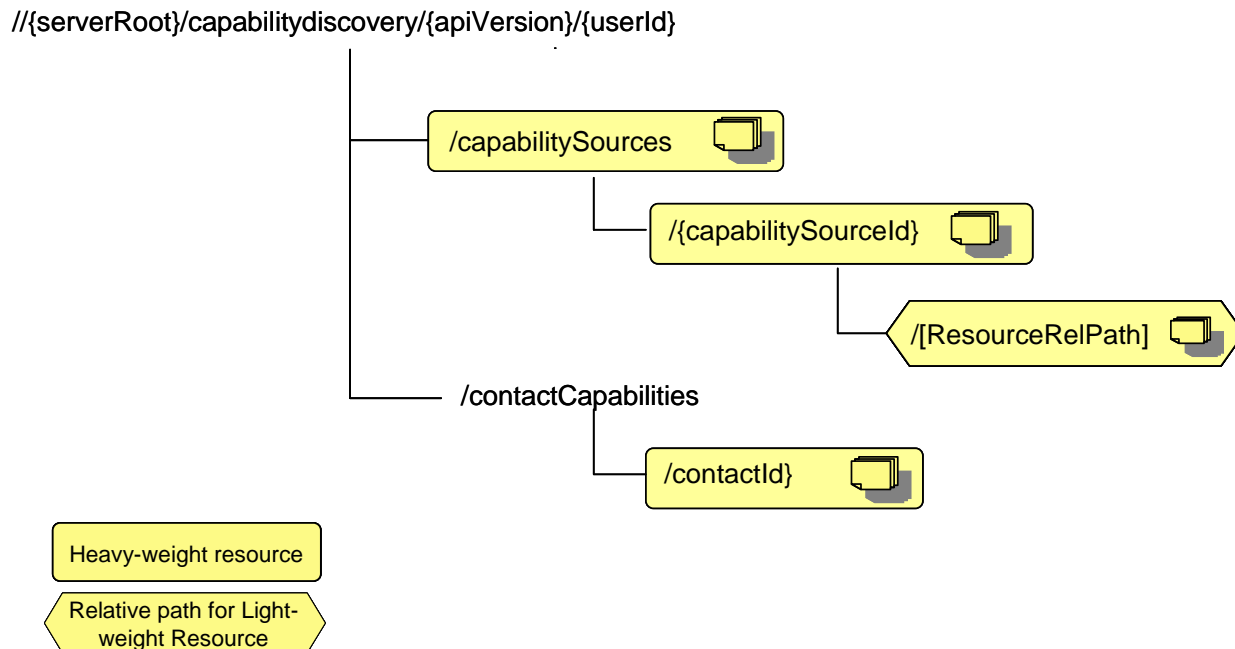 //{serverRoot}/capabilitydiscovery/{apiVersion}/{userId}
/capabilitySources
/{capabilitySourceId}
/[ResourceRelPath]
/contactCapabilities
/contactId}
Heavy-weight resource
Relative path for Light-
weight Resource